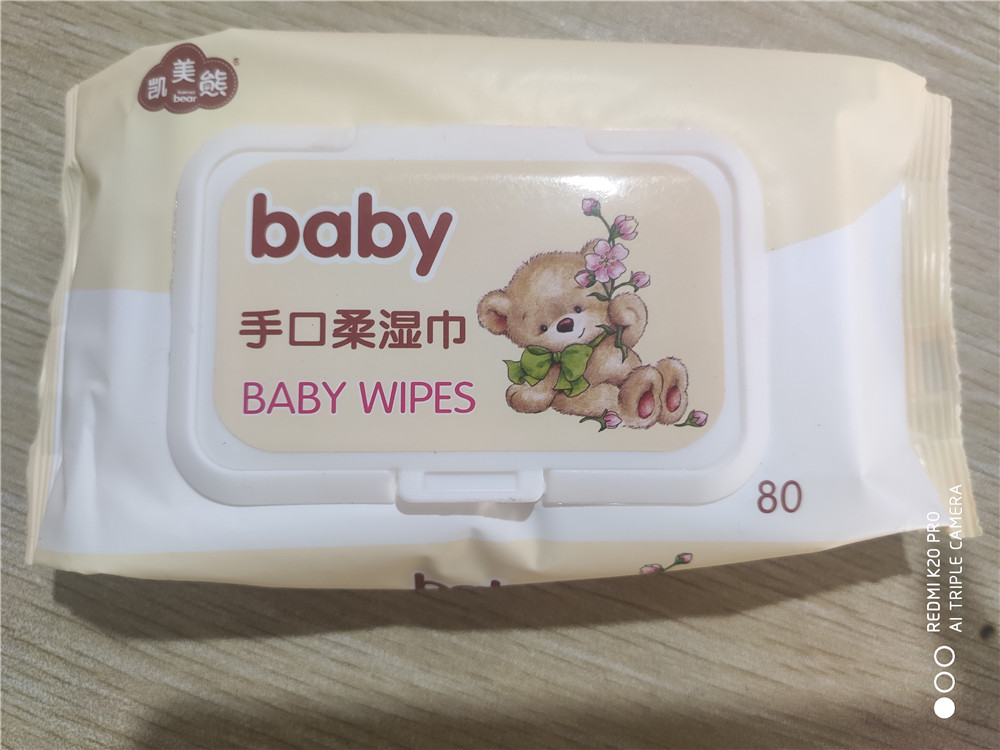 凯美熊
bear
baby
手口柔湿巾
BABY WIPES
80
REDMI K20 PRO
AI TRIPLE CAMERA